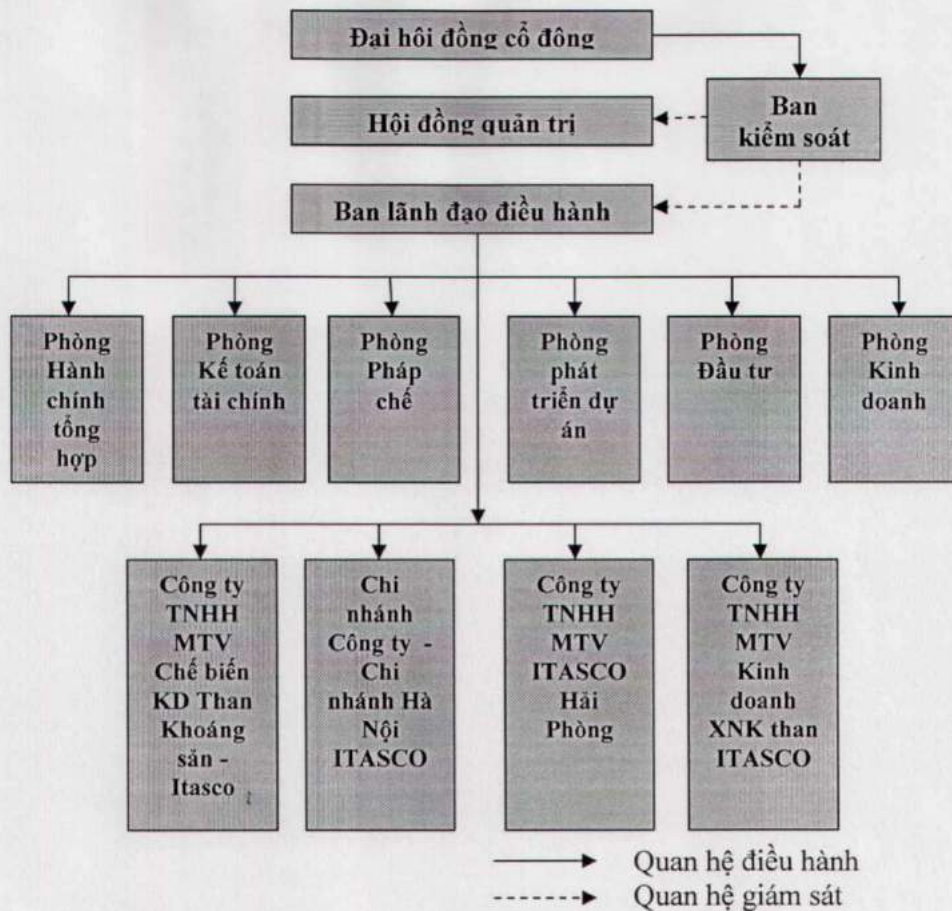 Đại hôi đồng cổ đông
Hội đồng quản trị
Ban
kiểm soát
Ban lãnh đạo điều hành
Phòng
Hành
chính
tổng
hợp
Phòng
Kế toán
tài chính
Phòng
Pháp
chế
Phòng
phát
triển dự
án
Phòng
Đầu tư
Phòng
Kinh
doanh
Công ty
TNHH
MTV
Chế biến
KD Than
Khoáng
sản -
Itasco
Chi
nhánh
Công ty -
Chi
nhánh Hà
Nội
ITASCO
Công ty
TNHH
MTV
ITASCO
Hải
Phòng
Công ty
TNHH
MTV
Kinh
doanh
XNK than
ITASCO
Quan hệ điều hành
Quan hệ giám sát